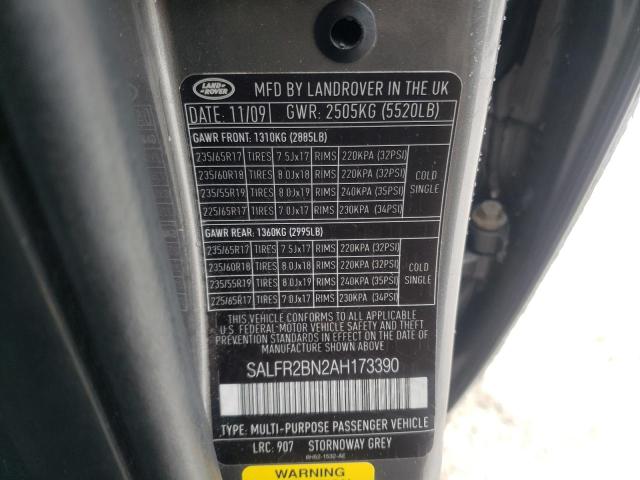 LAND ROVER MFD BY LANDROVER IN THE UK
DATE: 11/09 GWR: 2505KG (5520LB)
GAWR FRONT: 1310KG (2885LB)
235/65R17 TIRES 7.5Jx17 RIMS 220KPA (32PSI)
235/60R18 TIRES 8.0Jx18 RIMS 220KPA (32PSI)
235/55R19 TIRES 8.0Jx19 RIMS 240KPA (35PSI)
225/65R17 TIRES 7.0Jx17 RIMS 230KPA (34PSI)
COLD
SINGLE
GAWR REAR: 1360KG (2995LB)
235/65R17 TIRES 7.5Jx17 RIMS 220KPA (32PSI)
235/60R18 TIRES 8.0Jx18 RIMS 220KPA (32PSI)
235/55R19 TIRES 8.0Jx19 RIMS 240KPA (35PSI)
225/65R17 TIRES 7.0Jx17 RIMS 230KPA (34PSI)
COLD
SINGLE
THIS VEHICLE CONFORMS TO ALL APPLICABLE
U.S. FEDERAL MOTOR VEHICLE SAFETY AND THEFT
PREVENTION STANDARDS IN EFFECT ON THE DATE
OF MANUFACTURE SHOWN ABOVE
SALFR2BN2AH173390
TYPE: MULTI-PURPOSE PASSENGER VEHICLE
LRC: 907 STORNOWAY GREY
WARNING